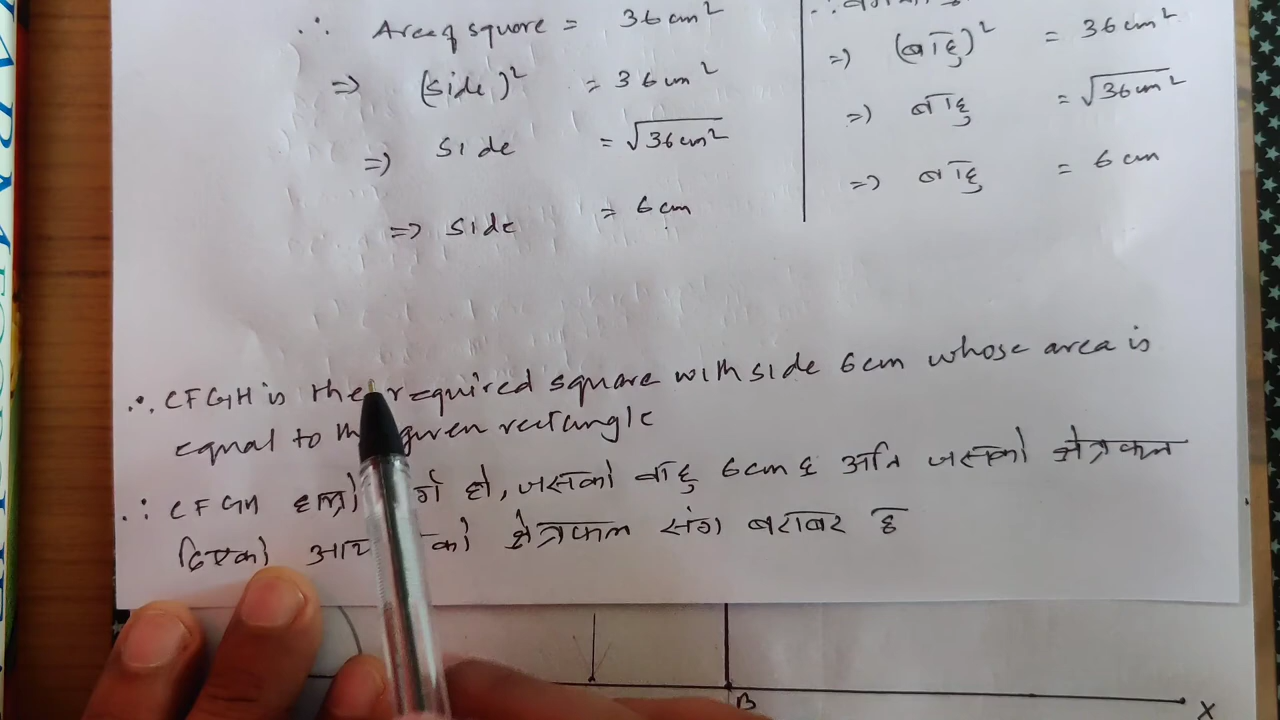 ∴ Area of square = 36 cm²
⇒ (side)² = 36 cm²
⇒ side = √36 cm²
⇒ side = 6 cm
⇒ (बाहु)² = 36 cm²
⇒ बाहु = √36 cm²
⇒ बाहु = 6 cm
∴ CFGH is the required square with side 6 cm whose area is
equal to the given rectangle
∴ CFGH हाम्रो हो, जसको बाहु 6 cm छ अनि जसको क्षेत्रफल
दिएको क्षेत्रफल संग बराबर छ
B X